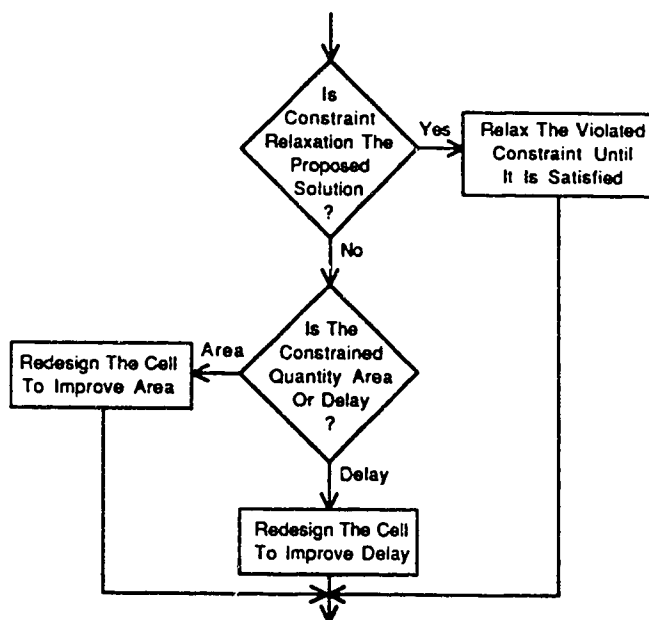 Is
Constraint
Relaxation The
Proposed
Solution
?
Yes
Relax The Violated
Constraint Until
It Is Satisfied
No
Is The
Constrained
Quantity Area
Or Delay
?
Area
Redesign The Cell
To Improve Area
Delay
Redesign The Cell
To Improve Delay